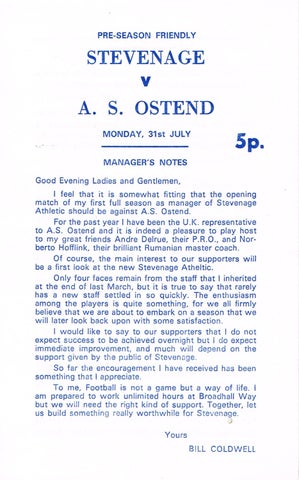 PRE-SEASON FRIENDLY
STEVENAGE
v
A. S. OSTEND
MONDAY, 31st JULY
5p.
MANAGER'S NOTES
Good Evening Ladies and Gentlemen,
I feel that it is somewhat fitting that the opening
match of my first full season as manager of Stevenage
Athletic should be against A.S. Ostend.
For the past year I have been the U.K. representative
to A.S. Ostend and it is indeed a pleasure to play host
to my great friends Andre Delrue, their P.R.O., and Nor-
berto Hofflink, their brilliant Rumanian master coach.
Of course, the main interest to our supporters will
be a first look at the new Stevenage Atheltic.
Only four faces remain from the staff that I inherited
at the end of last March, but it is true to say that rarely
has a new staff settled in so quickly. The enthusiasm
among the players is quite something, for we all firmly
believe that we are about to embark on a season that we
will later look back upon with some satisfaction.
I would like to say to our supporters that I do not
expect success to be achieved overnight but I do expect
immediate improvement, and much will depend on the
support given by the public of Stevenage.
So far the encouragement I have received has been
something that I appreciate.
To me, Football is not a game but a way of life. I
am prepared to work unlimited hours at Broadhall Way
but we will need the right kind of support. Together, let
us build something really worthwhile for Stevenage.
Yours
BILL COLDWELL